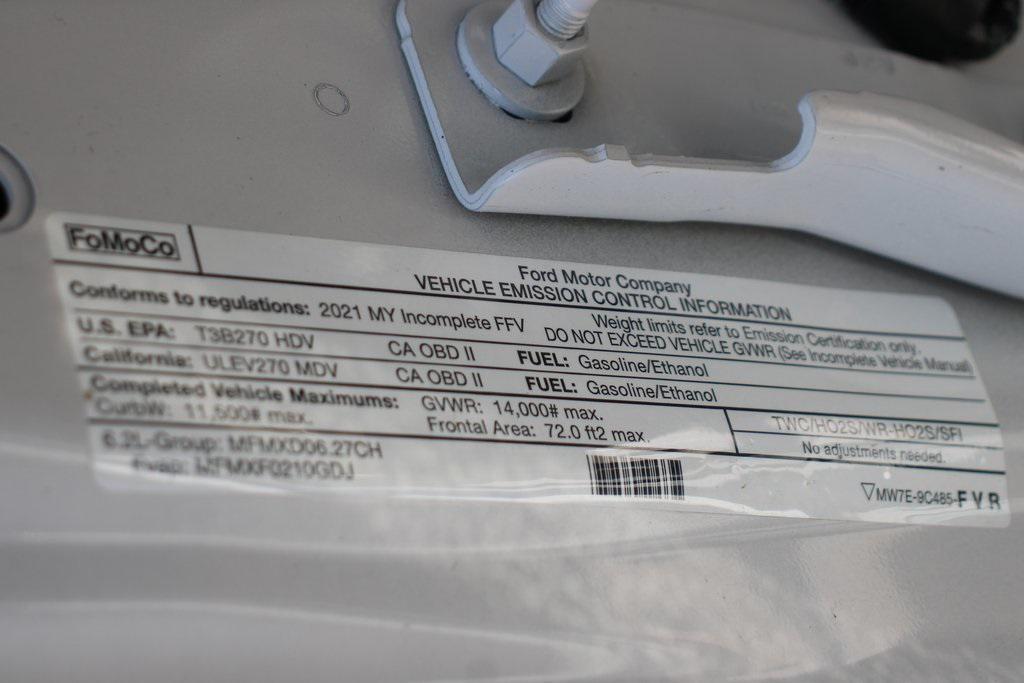 FoMoCo
Ford Motor Company
VEHICLE EMISSION CONTROL INFORMATION
Conforms to regulations: 2021 MY Incomplete FFV
Weight limits refer to Emission Certification only.
DO NOT EXCEED VEHICLE GVWR (See Incomplete Vehicle Manual)
U.S. EPA: T3B270 HDV CA OBD II FUEL: Gasoline/Ethanol
California: ULEV270 MDV CA OBD II FUEL: Gasoline/Ethanol
Completed Vehicle Maximums: GVWR: 14,000# max.
CurbW: 11,500# max. Frontal Area: 72.0 ft2 max.
TWC/HO2S/WR-HO2S/SFI
No adjustments needed.
6.2L-Group: MFMXD06.27CH
Evap: MFMXF0210GDJ
▽MW7E-9C485-FYR